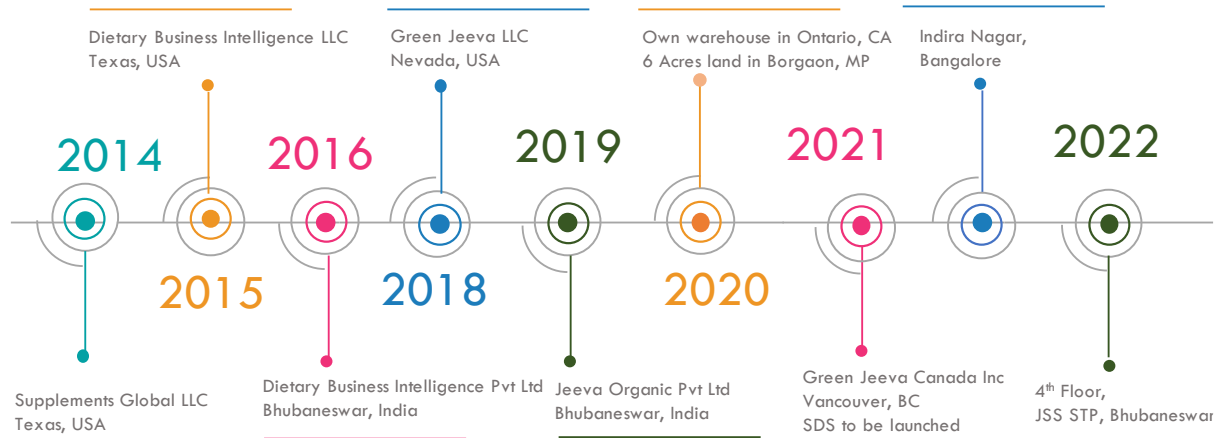 Dietary Business Intelligence LLC
Texas, USA
Green Jeeva LLC
Nevada, USA
Own warehouse in Ontario, CA
6 Acres land in Borgaon, MP
Indira Nagar,
Bangalore
2014
2016
2019
2021
2022
2015
2018
2020
Supplements Global LLC
Texas, USA
Dietary Business Intelligence Pvt Ltd
Bhubaneswar, India
Jeeva Organic Pvt Ltd
Bhubaneswar, India
Green Jeeva Canada Inc
Vancouver, BC
SDS to be launched
4th Floor,
JSS STP, Bhubaneswar